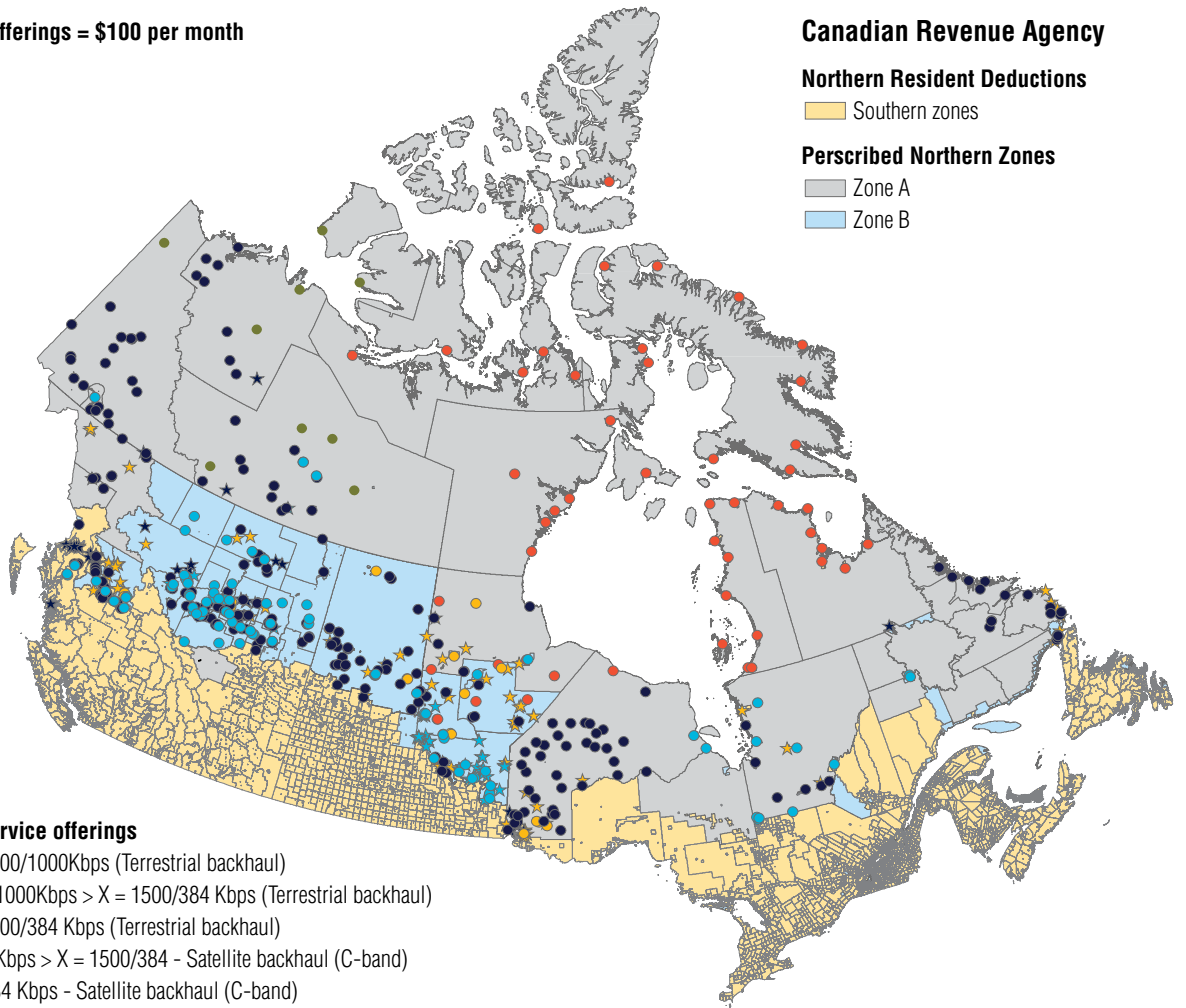 fferings = $100 per month
Canadian Revenue Agency
Northern Resident Deductions
Southern zones
Perscribed Northern Zones
Zone A
Zone B
rvice offerings
00/1000Kbps (Terrestrial backhaul)
1000Kbps > X = 1500/384 Kbps (Terrestrial backhaul)
00/384 Kbps (Terrestrial backhaul)
Kbps > X = 1500/384 - Satellite backhaul (C-band)
4 Kbps - Satellite backhaul (C-band)